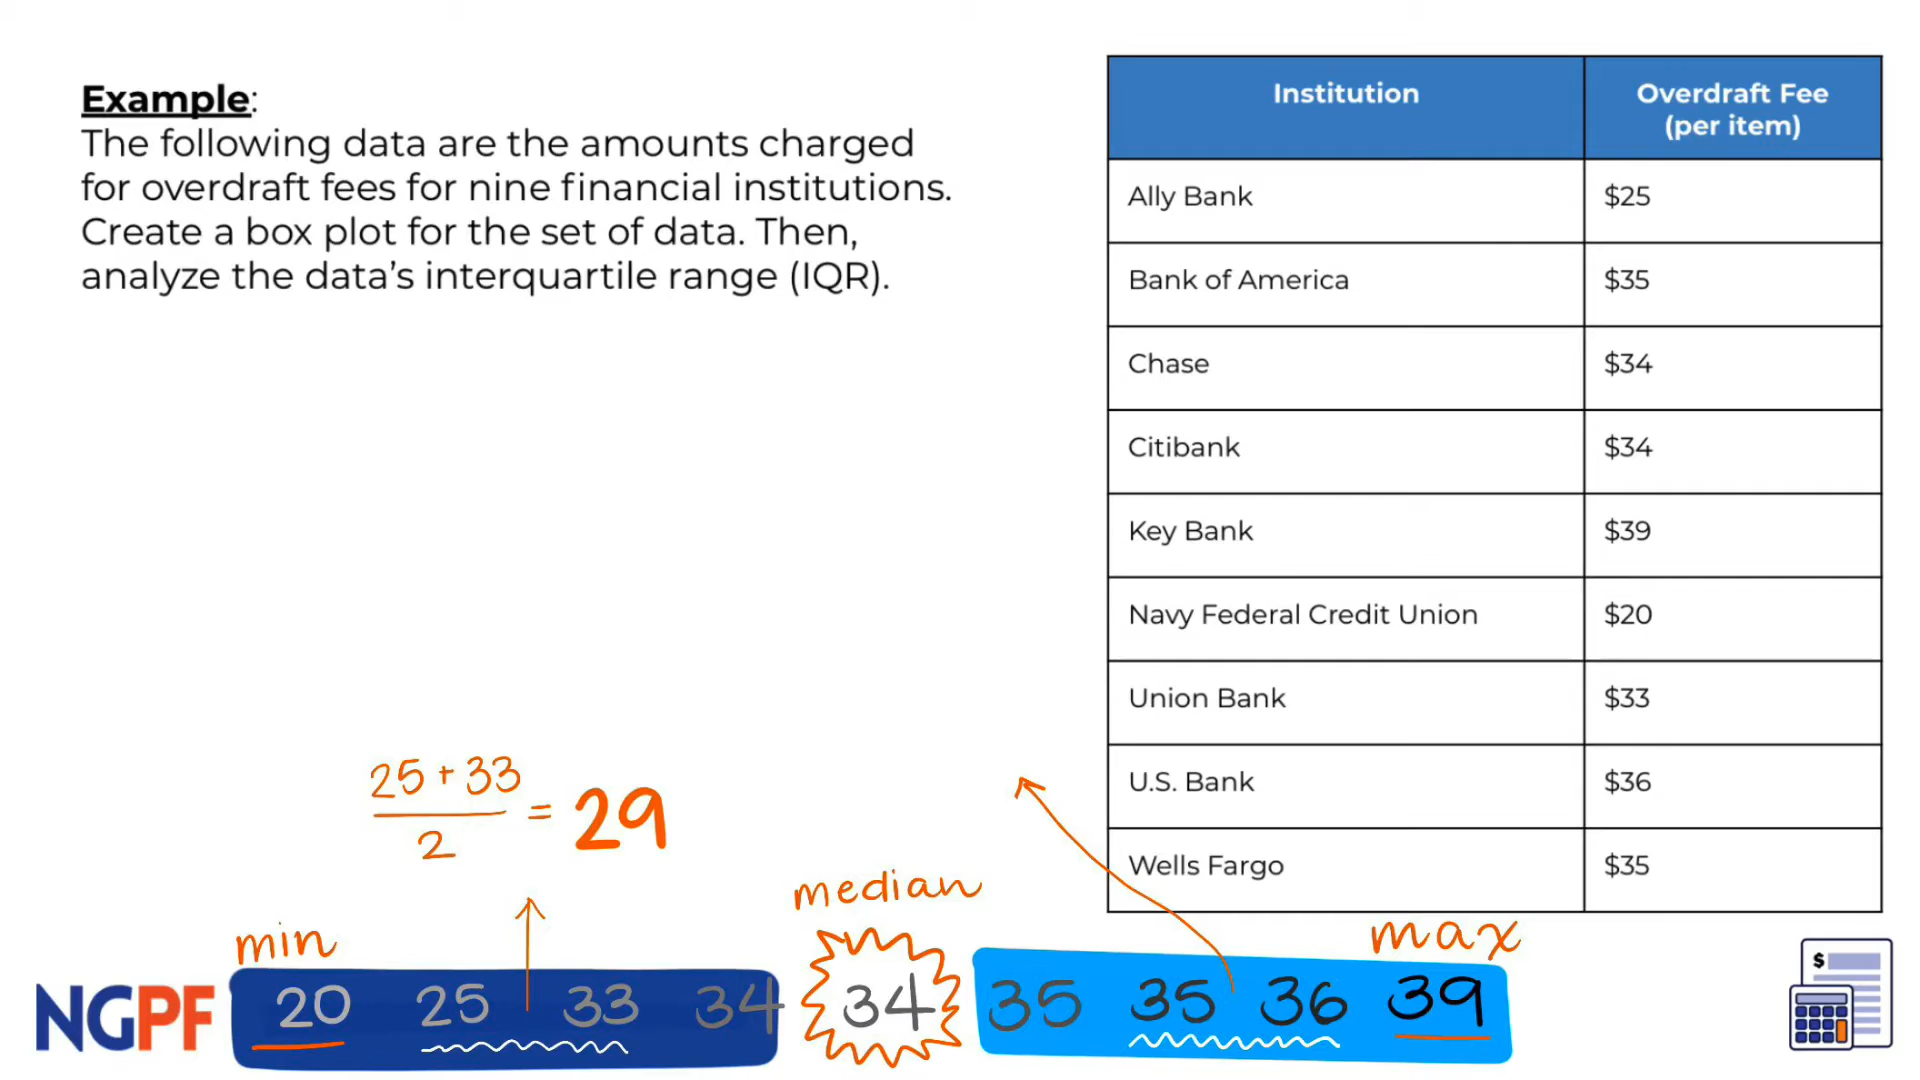 Example:
The following data are the amounts charged
for overdraft fees for nine financial institutions.
Create a box plot for the set of data. Then,
analyze the data's interquartile range (IQR).
Institution Overdraft Fee (per item)
Ally Bank $25
Bank of America $35
Chase $34
Citibank $34
Key Bank $39
Navy Federal Credit Union $20
Union Bank $33
U.S. Bank $36
Wells Fargo $35
25 + 33
2
= 29
min
median
max
20 25 33 34 34 35 35 36 39
NGPF
$